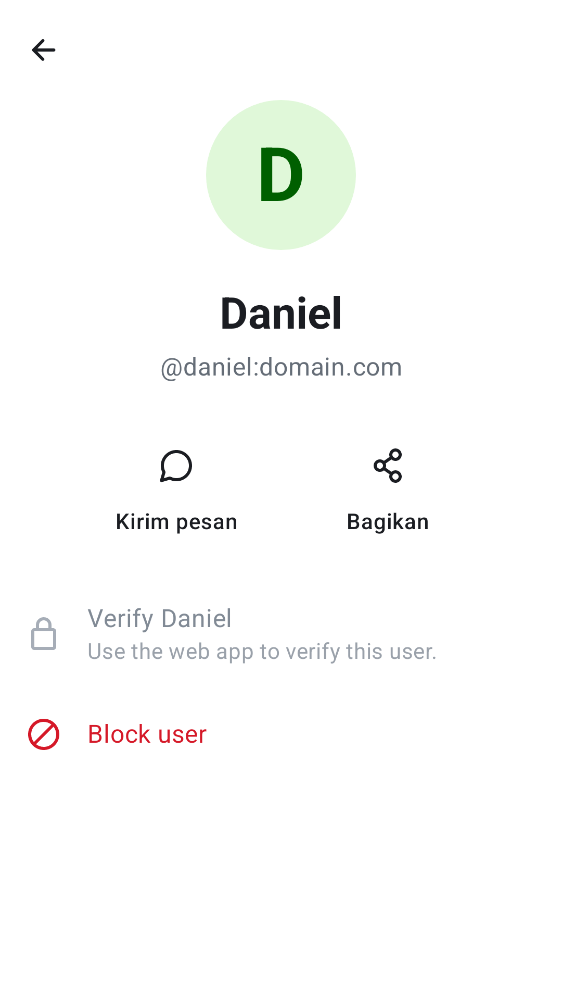 D
Daniel
@daniel:domain.com
Kirim pesan
Bagikan
Verify Daniel
Use the web app to verify this user.
Block user